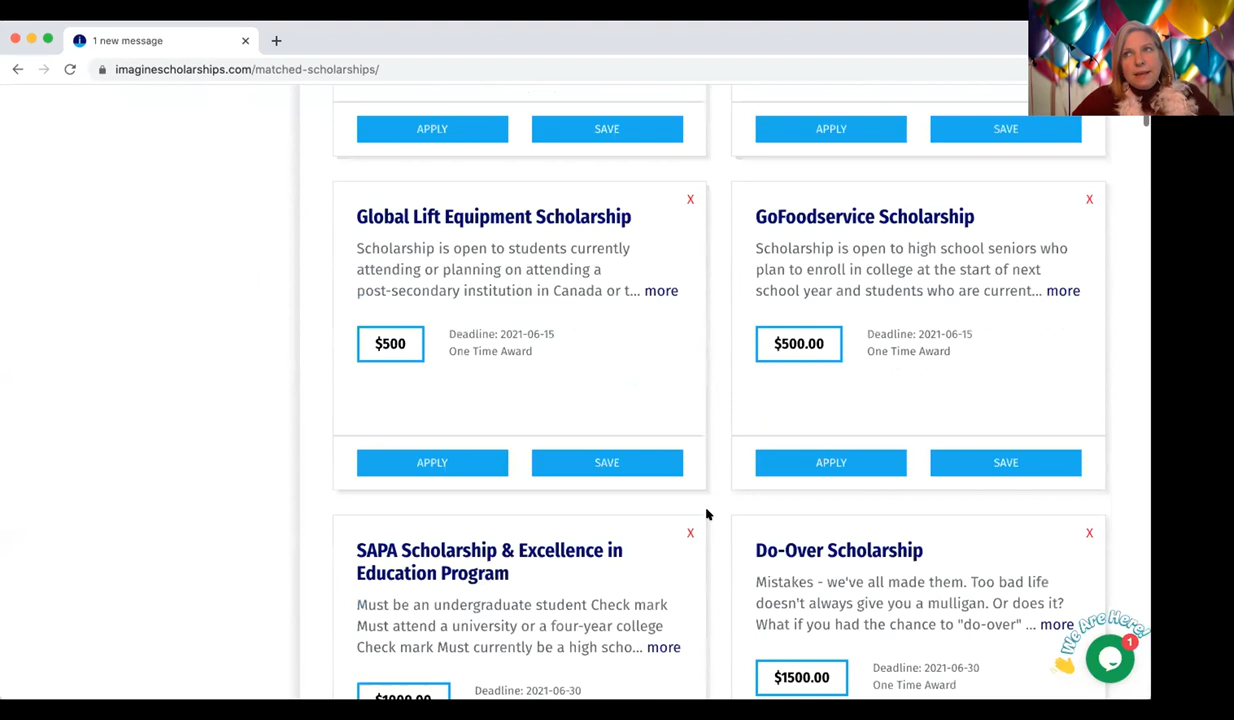 1 new message
imaginescholarships.com/matched-scholarships/
APPLY
SAVE
APPLY
SAVE
X
Global Lift Equipment Scholarship
Scholarship is open to students currently
attending or planning on attending a
post-secondary institution in Canada or t... more
$500
Deadline: 2021-06-15
One Time Award
APPLY
SAVE
X
GoFoodservice Scholarship
Scholarship is open to high school seniors who
plan to enroll in college at the start of next
school year and students who are current... more
$500.00
Deadline: 2021-06-15
One Time Award
APPLY
SAVE
X
SAPA Scholarship & Excellence in
Education Program
Must be an undergraduate student Check mark
Must attend a university or a four-year college
Check mark Must currently be a high scho... more
$1000.00
Deadline: 2021-06-30
X
Do-Over Scholarship
Mistakes - we've all made them. Too bad life
doesn't always give you a mulligan. Or does it?
What if you had the chance to "do-over" ... more
$1500.00
Deadline: 2021-06-30
One Time Award
We Are Here!
1